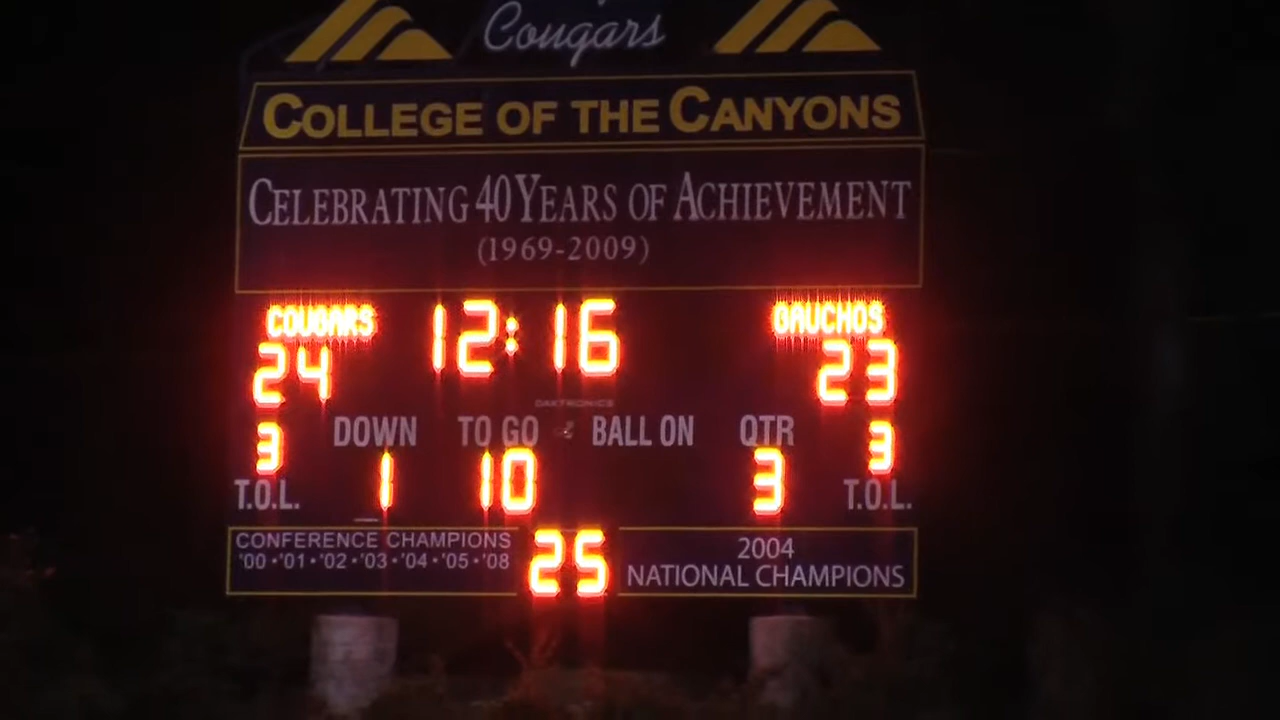 Cougars
COLLEGE OF THE CANYONS
CELEBRATING 40 YEARS OF ACHIEVEMENT
(1969-2009)
COUGARS 12:16 GAUCHOS
24 23
DAKTRONICS
3 DOWN TO GO BALL ON QTR 3
T.O.L. 1 10 3 T.O.L.
CONFERENCE CHAMPIONS
'00•'01•'02•'03•'04•'05•'08
25
2004
NATIONAL CHAMPIONS